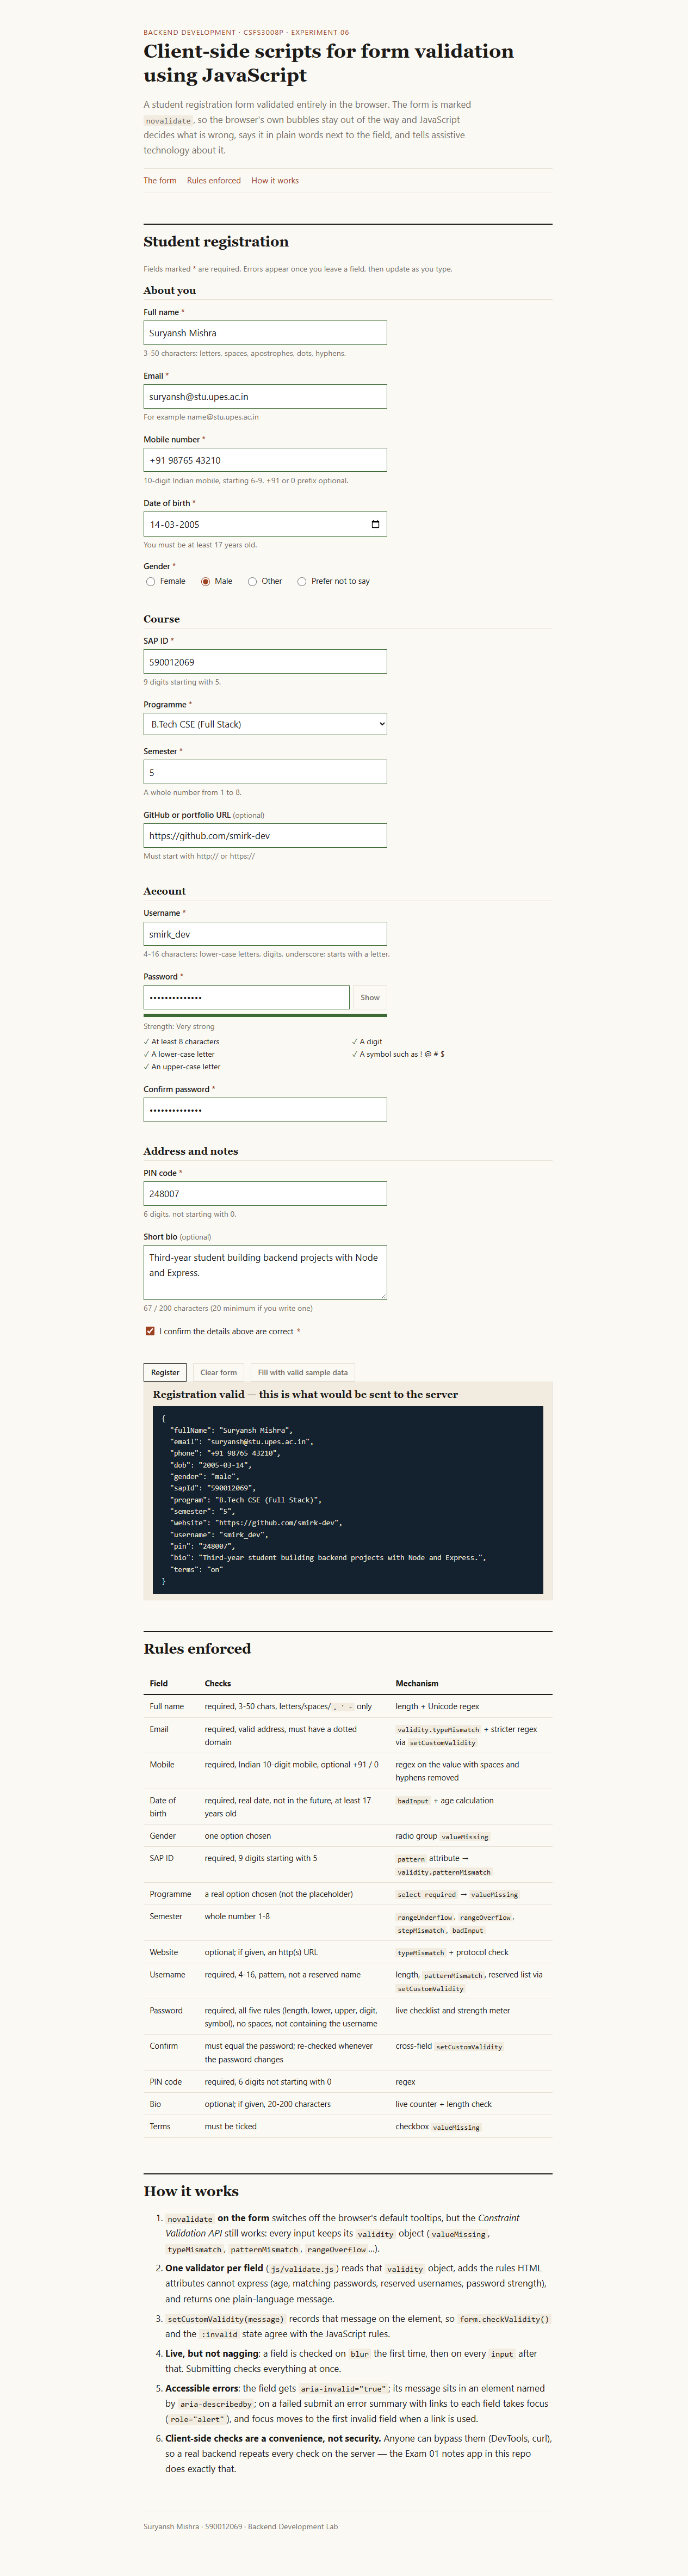 BACKEND DEVELOPMENT · CSFS3008P · EXPERIMENT 06
Client-side scripts for form validation
using JavaScript
A student registration form validated entirely in the browser. The form is marked
novalidate, so the browser's own bubbles stay out of the way and JavaScript
decides what is wrong, says it in plain words next to the field, and tells assistive
technology about it.
The form Rules enforced How it works
Student registration
Fields marked * are required. Errors appear once you leave a field, then update as you type.
About you
Full name *
Suryansh Mishra
3-50 characters: letters, spaces, apostrophes, dots, hyphens.
Email *
suryansh@stu.upes.ac.in
For example name@stu.upes.ac.in
Mobile number *
+91 98765 43210
10-digit Indian mobile, starting 6-9. +91 or 0 prefix optional.
Date of birth *
14-03-2005
You must be at least 17 years old.
Gender *
Female Male Other Prefer not to say
Course
SAP ID *
590012069
9 digits starting with 5.
Programme *
B.Tech CSE (Full Stack)
Semester *
5
A whole number from 1 to 8.
GitHub or portfolio URL (optional)
https://github.com/smirk-dev
Must start with http:// or https://
Account
Username *
smirk_dev
4-16 characters: lower-case letters, digits, underscore; starts with a letter.
Password *
•••••••••••••• Show
Strength: Very strong
✓ At least 8 characters ✓ A digit
✓ A lower-case letter ✓ A symbol such as ! @ # $
✓ An upper-case letter
Confirm password *
••••••••••••••
Address and notes
PIN code *
248007
6 digits, not starting with 0.
Short bio (optional)
Third-year student building backend projects with Node
and Express.
67 / 200 characters (20 minimum if you write one)
I confirm the details above are correct *
Register Clear form Fill with valid sample data
Registration valid — this is what would be sent to the server
{
"fullName": "Suryansh Mishra",
"email": "suryansh@stu.upes.ac.in",
"phone": "+91 98765 43210",
"dob": "2005-03-14",
"gender": "male",
"sapId": "590012069",
"program": "B.Tech CSE (Full Stack)",
"semester": "5",
"website": "https://github.com/smirk-dev",
"username": "smirk_dev",
"pin": "248007",
"bio": "Third-year student building backend projects with Node and Express.",
"terms": "on"
}
Rules enforced
Field Checks Mechanism
Full name required, 3-50 chars, letters/spaces/. ' - only length + Unicode regex
Email required, valid address, must have a dotted domain validity.typeMismatch + stricter regex via setCustomValidity
Mobile required, Indian 10-digit mobile, optional +91 / 0 regex on the value with spaces and hyphens removed
Date of birth required, real date, not in the future, at least 17 years old badInput + age calculation
Gender one option chosen radio group valueMissing
SAP ID required, 9 digits starting with 5 pattern attribute → validity.patternMismatch
Programme a real option chosen (not the placeholder) select required → valueMissing
Semester whole number 1-8 rangeUnderflow, rangeOverflow, stepMismatch, badInput
Website optional; if given, an http(s) URL typeMismatch + protocol check
Username required, 4-16, pattern, not a reserved name length, patternMismatch, reserved list via setCustomValidity
Password required, all five rules (length, lower, upper, digit, symbol), no spaces, not containing the username live checklist and strength meter
Confirm must equal the password; re-checked whenever the password changes cross-field setCustomValidity
PIN code required, 6 digits not starting with 0 regex
Bio optional; if given, 20-200 characters live counter + length check
Terms must be ticked checkbox valueMissing
How it works
1. novalidate on the form switches off the browser's default tooltips, but the Constraint
Validation API still works: every input keeps its validity object (valueMissing,
typeMismatch, patternMismatch, rangeOverflow…).
2. One validator per field (js/validate.js) reads that validity object, adds the rules HTML
attributes cannot express (age, matching passwords, reserved usernames, password strength),
and returns one plain-language message.
3. setCustomValidity(message) records that message on the element, so form.checkValidity()
and the :invalid state agree with the JavaScript rules.
4. Live, but not nagging: a field is checked on blur the first time, then on every input after
that. Submitting checks everything at once.
5. Accessible errors: the field gets aria-invalid="true"; its message sits in an element named
by aria-describedby; on a failed submit an error summary with links to each field takes focus
(role="alert"), and focus moves to the first invalid field when a link is used.
6. Client-side checks are a convenience, not security. Anyone can bypass them (DevTools, curl),
so a real backend repeats every check on the server — the Exam 01 notes app in this repo
does exactly that.
Suryansh Mishra · 590012069 · Backend Development Lab